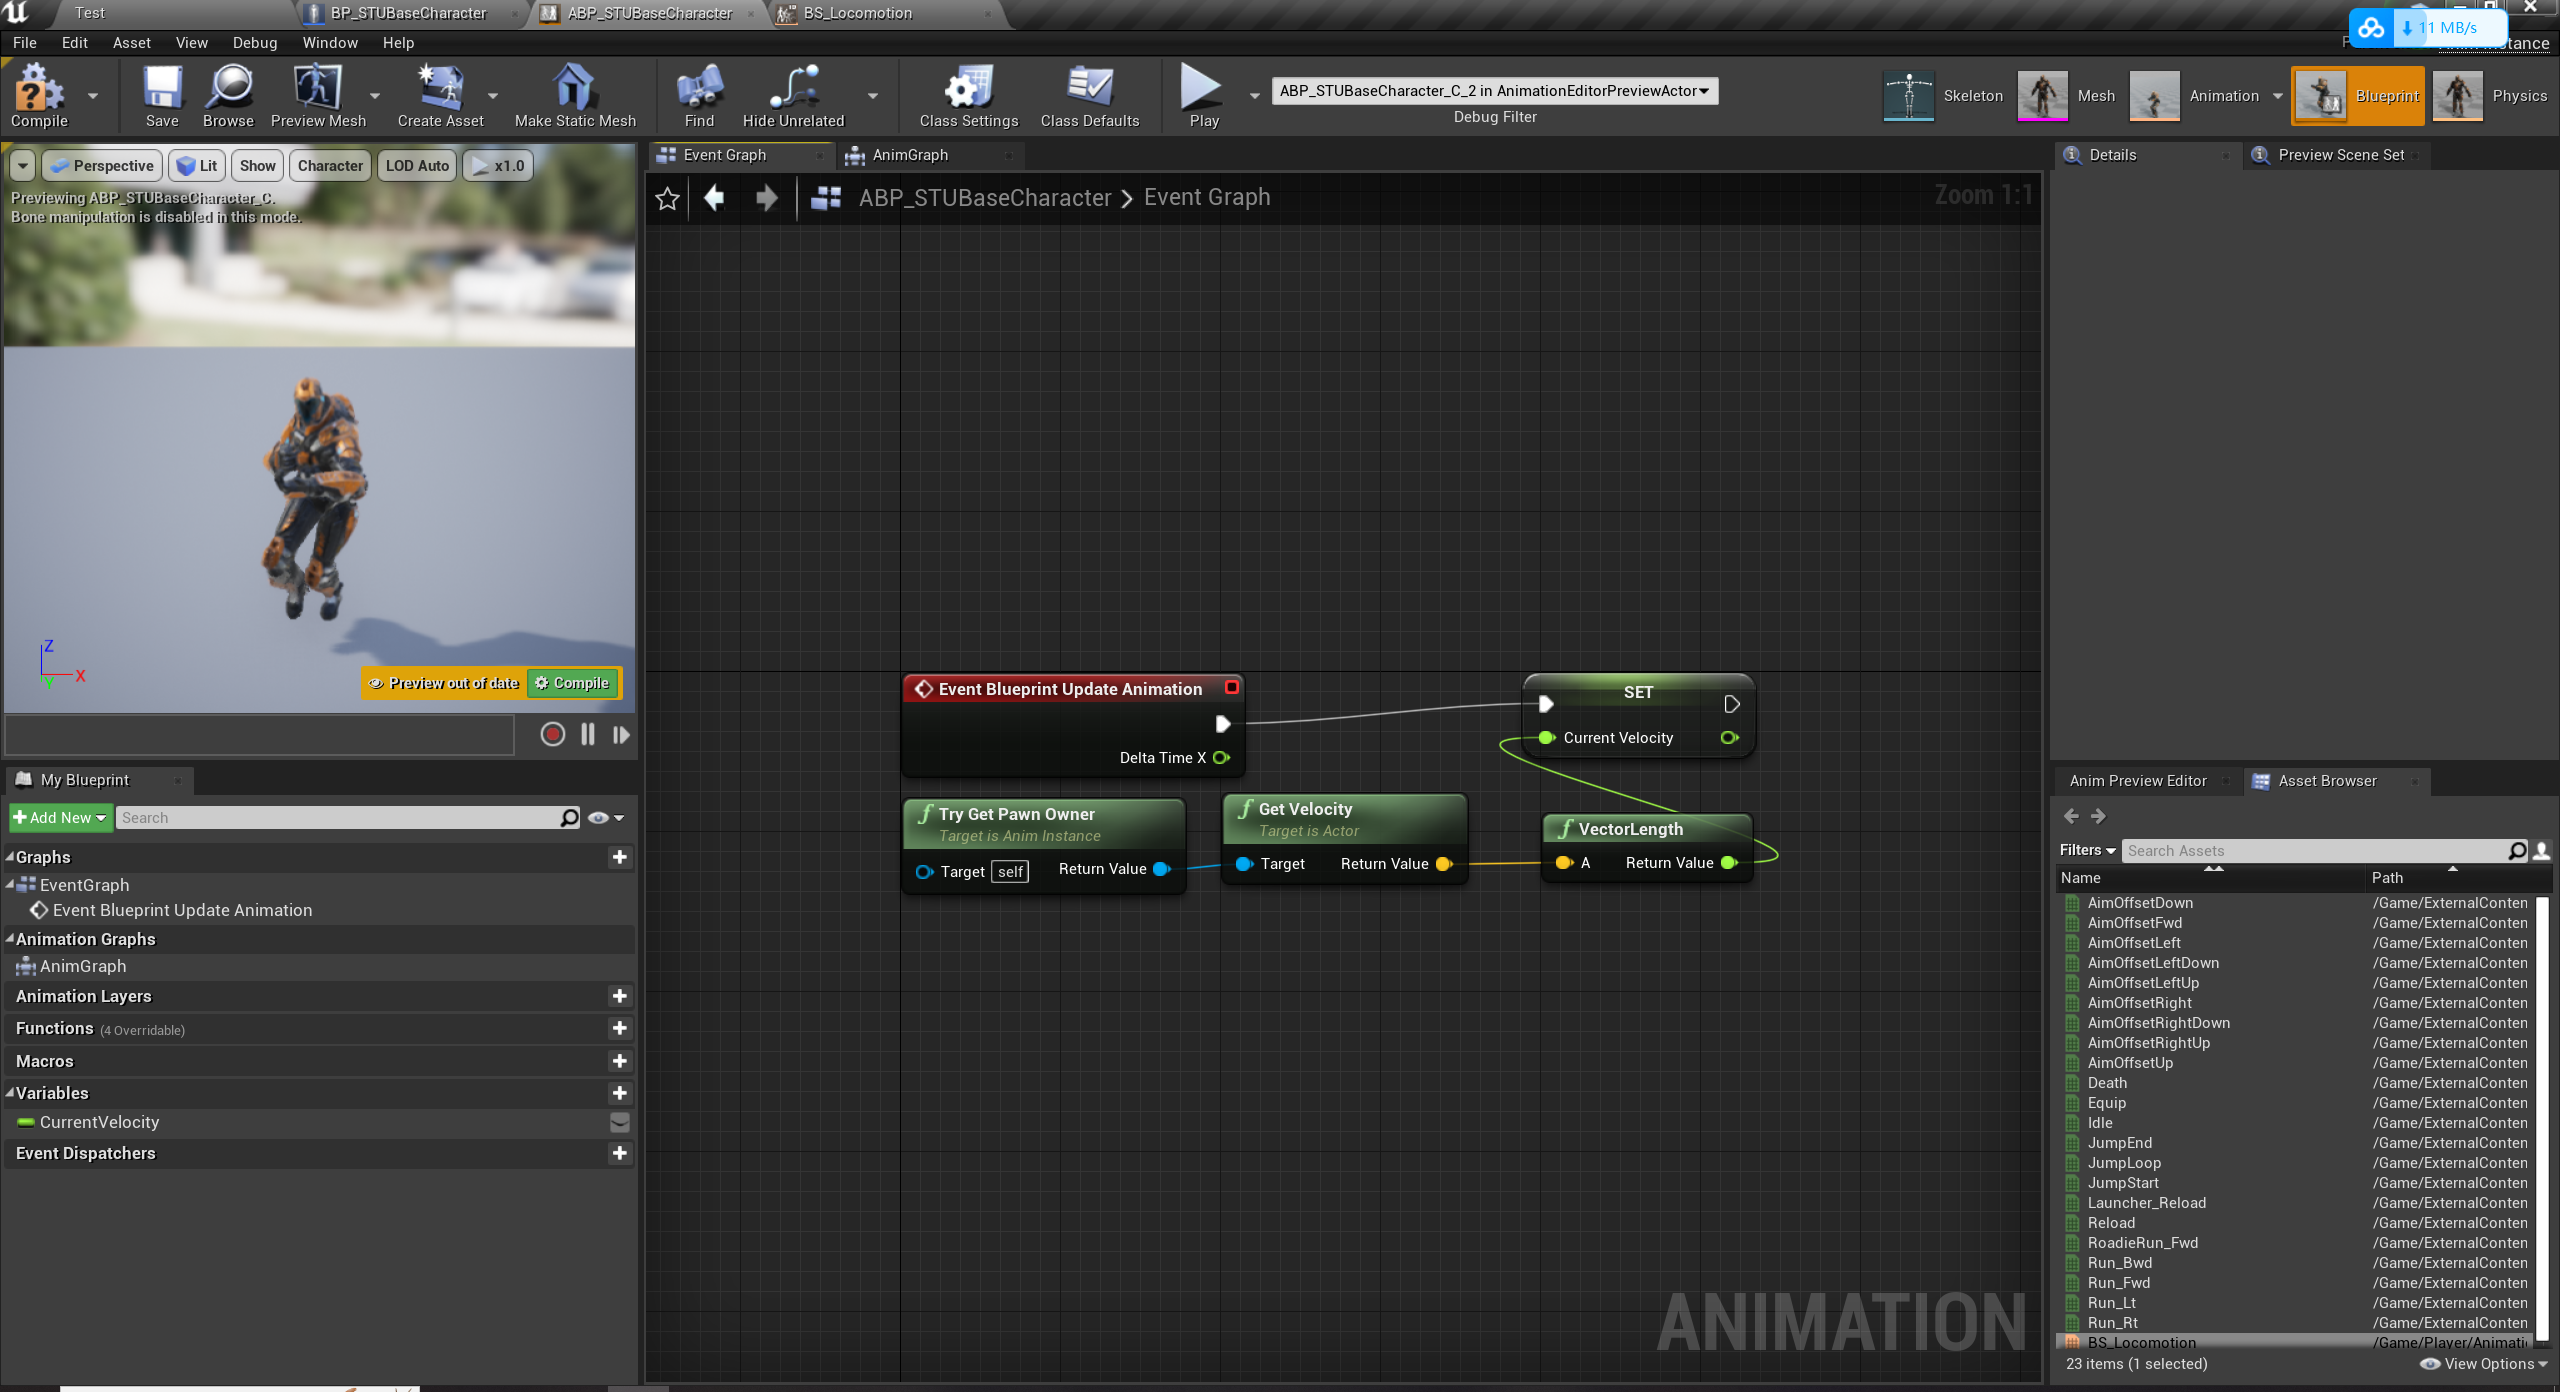 Test
BP_STUBaseCharacter
ABP_STUBaseCharacter
BS_Locomotion
File Edit Asset View Debug Window Help
11 MB/s
Compile
Save
Browse
Preview Mesh
Create Asset
Make Static Mesh
Find
Hide Unrelated
Class Settings
Class Defaults
Play
ABP_STUBaseCharacter_C_2 in AnimationEditorPreviewActor
Debug Filter
Skeleton
Mesh
Animation
Blueprint
Physics
Perspective
Lit
Show
Character
LOD Auto
x1.0
Previewing ABP_STUBaseCharacter_C.
Bone manipulation is disabled in this mode.
Z
X
Y
Preview out of date
Compile
My Blueprint
Add New
Search
Graphs
EventGraph
Event Blueprint Update Animation
Animation Graphs
AnimGraph
Animation Layers
Functions (4 Overridable)
Macros
Variables
CurrentVelocity
Event Dispatchers
Event Graph
AnimGraph
ABP_STUBaseCharacter > Event Graph
Zoom 1:1
Event Blueprint Update Animation
Delta Time X
SET
Current Velocity
Try Get Pawn Owner
Target is Anim Instance
Target self
Return Value
Get Velocity
Target is Actor
Target
Return Value
VectorLength
A
Return Value
ANIMATION
Details
Preview Scene Set
Anim Preview Editor
Asset Browser
Filters
Search Assets
Name Path
AimOffsetDown /Game/ExternalConten
AimOffsetFwd /Game/ExternalConten
AimOffsetLeft /Game/ExternalConten
AimOffsetLeftDown /Game/ExternalConten
AimOffsetLeftUp /Game/ExternalConten
AimOffsetRight /Game/ExternalConten
AimOffsetRightDown /Game/ExternalConten
AimOffsetRightUp /Game/ExternalConten
AimOffsetUp /Game/ExternalConten
Death /Game/ExternalConten
Equip /Game/ExternalConten
Idle /Game/ExternalConten
JumpEnd /Game/ExternalConten
JumpLoop /Game/ExternalConten
JumpStart /Game/ExternalConten
Launcher_Reload /Game/ExternalConten
Reload /Game/ExternalConten
RoadieRun_Fwd /Game/ExternalConten
Run_Bwd /Game/ExternalConten
Run_Fwd /Game/ExternalConten
Run_Lt /Game/ExternalConten
Run_Rt /Game/ExternalConten
BS_Locomotion /Game/Player/Animati
23 items (1 selected)
View Options